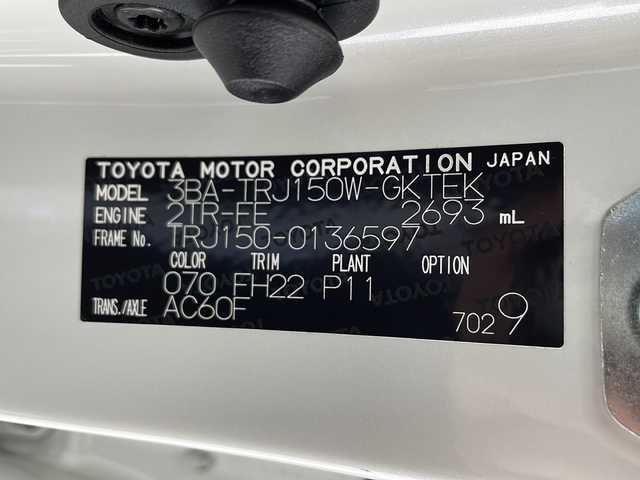 TOYOTA MOTOR CORPORATION JAPAN
MODEL 3BA-TRJ150W-GKTEK
ENGINE 2TR-FE 2693 mL
FRAME No. TRJ150-0136597
COLOR TRIM PLANT OPTION
070 FH22 P11
TRANS./AXLE AC60F
7029